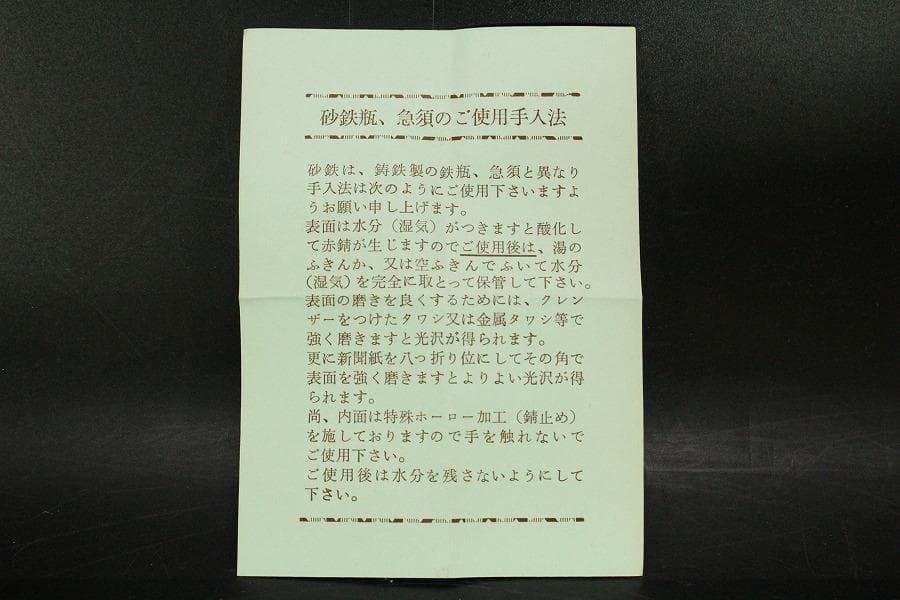 砂鉄瓶、急須のご使用手入法
砂鉄は、鋳鉄製の鉄瓶、急須と異なり
手入法は次のようにご使用下さいますよ
うお願い申し上げます。
表面は水分（湿気）がつきますと酸化し
て赤錆が生じますのでご使用後は、湯の
ふきんか、又は空ふきんでふいて水分
（湿気）を完全に取とって保管して下さい。
表面の磨きを良くするためには、クレン
ザーをつけたタワシ又は金属タワシ等で
強く磨きますと光沢が得られます。
更に新聞紙を八っ折り位にしてその角で
表面を強く磨きますとよりよい光沢が得
られます。
尚、内面は特殊ホーロー加工（錆止め）
を施しておりますので手を触れないで
ご使用下さい。
ご使用後は水分を残さないようにして
下さい。